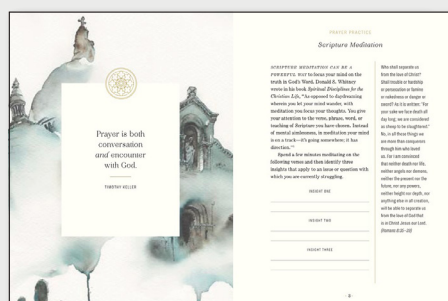 Prayer is both
conversation
and encounter
with God.
TIMOTHY KELLER
PRAYER PRACTICE
Scripture Meditation
SCRIPTURE MEDITATION CAN BE A
POWERFUL WAY to focus your mind on the
truth in God's Word. Donald S. Whitney
wrote in his book Spiritual Disciplines for the
Christian Life, "As opposed to daydreaming
wherein you let your mind wander, with
meditation you focus your thoughts. You give
your attention to the verse, phrase, word, or
teaching of Scripture you have chosen. Instead
of mental aimlessness, in meditation your mind
is on a track—it's going somewhere; it has
direction."
Spend a few minutes meditating on the
following verses and then identify three
insights that apply to an issue or question with
which you are currently struggling.
INSIGHT ONE
INSIGHT TWO
INSIGHT THREE
Who shall separate us
from the love of Christ?
Shall trouble or hardship
or persecution or famine
or nakedness or danger or
sword? As it is written: "For
your sake we face death all
day long; we are considered
as sheep to be slaughtered."
No, in all these things we
are more than conquerors
through him who loved
us. For I am convinced
that neither death nor life,
neither angels nor demons,
neither the present nor the
future, nor any powers,
neither height nor depth, nor
anything else in all creation,
will be able to separate us
from the love of God that
is in Christ Jesus our Lord.